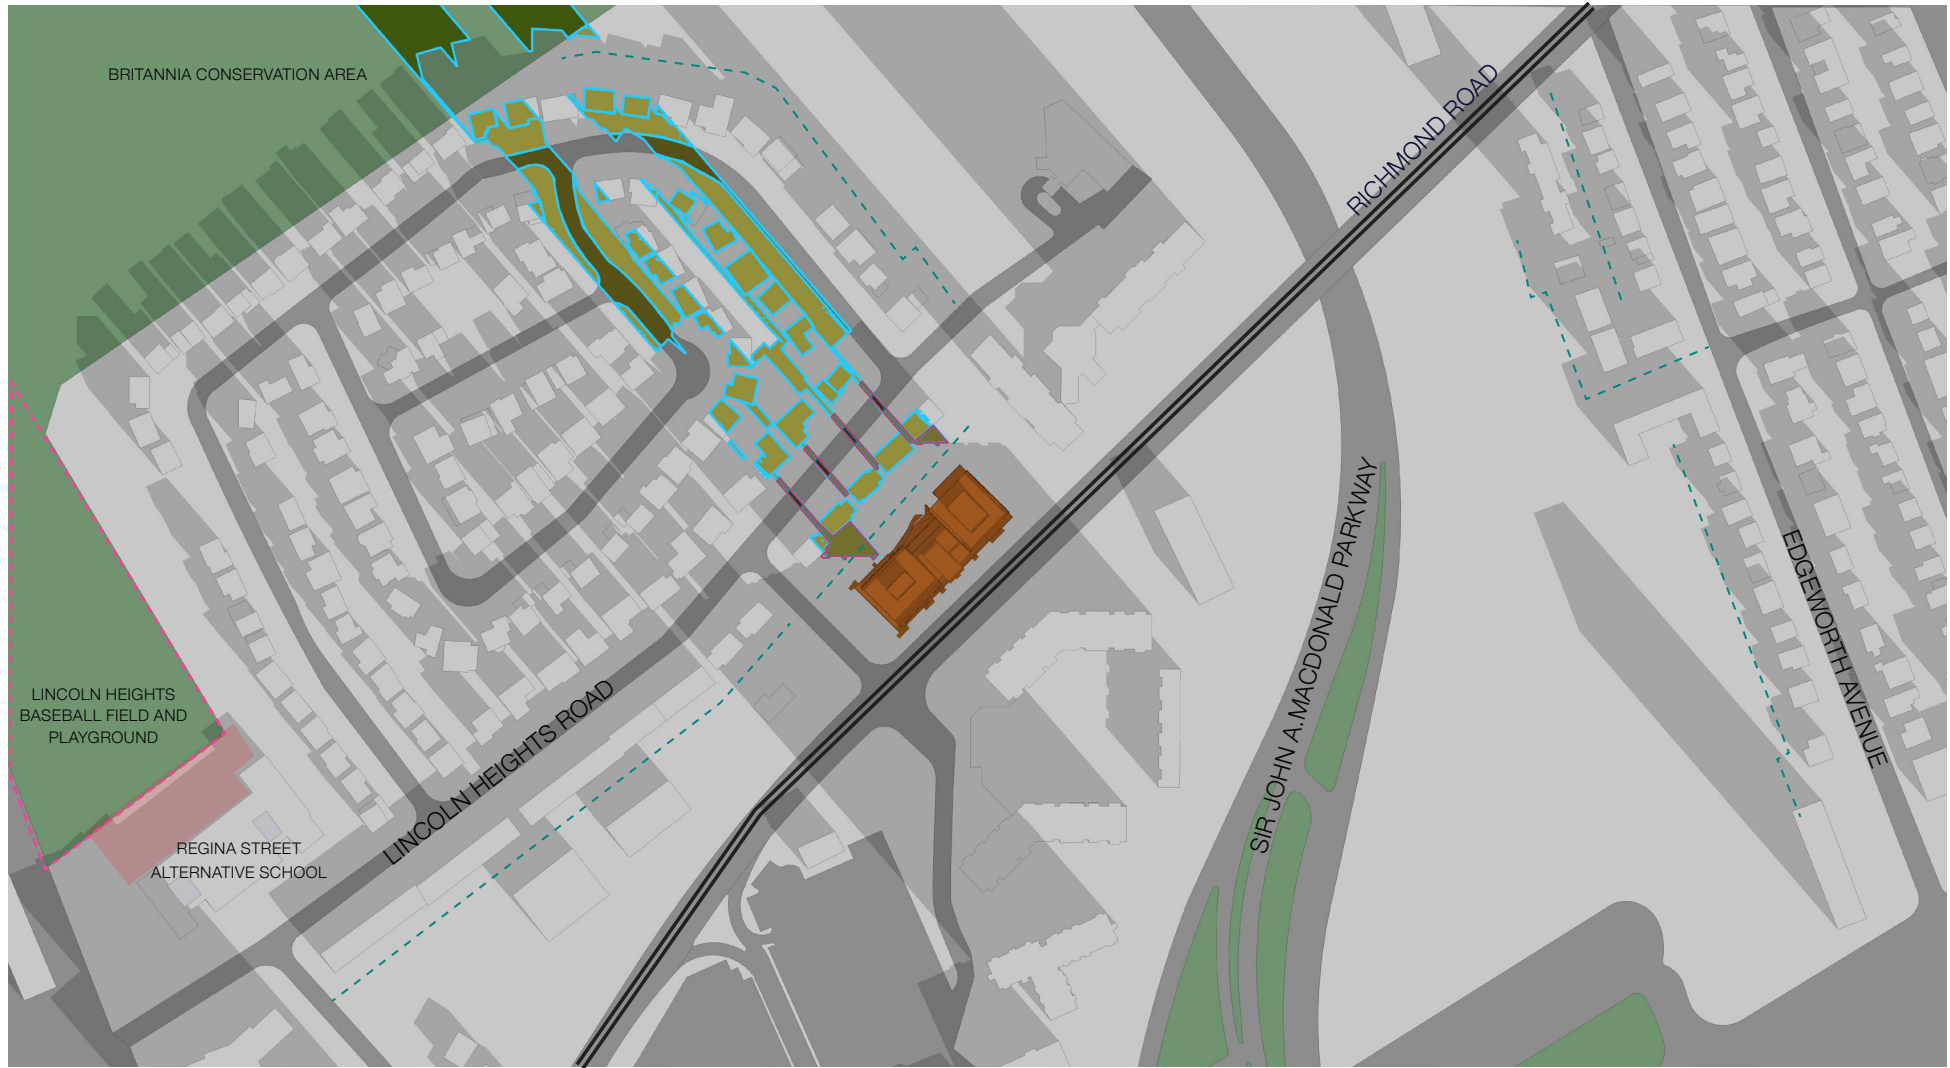 BRITANNIA CONSERVATION AREA
RICHMOND ROAD
SIR JOHN A.MACDONALD PARKWAY
EDGEWORTH AVENUE
LINCOLN HEIGHTS
BASEBALL FIELD AND
PLAYGROUND
LINCOLN HEIGHTS ROAD
REGINA STREET
ALTERNATIVE SCHOOL